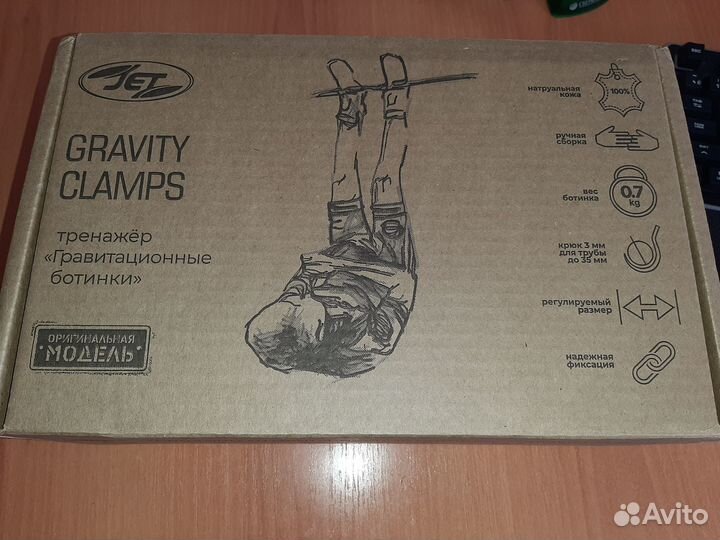 JET
GRAVITY
CLAMPS
тренажёр
«Гравитационные
ботинки»
ОРИГИНАЛЬНАЯ
·МОДЕЛЬ·
натуральная
кожа
100%
ручная
сборка
вес
ботинка
0.7
kg
крюк 3 мм
для трубы
до 35 мм
регулируемый
размер
надежная
фиксация
Avito